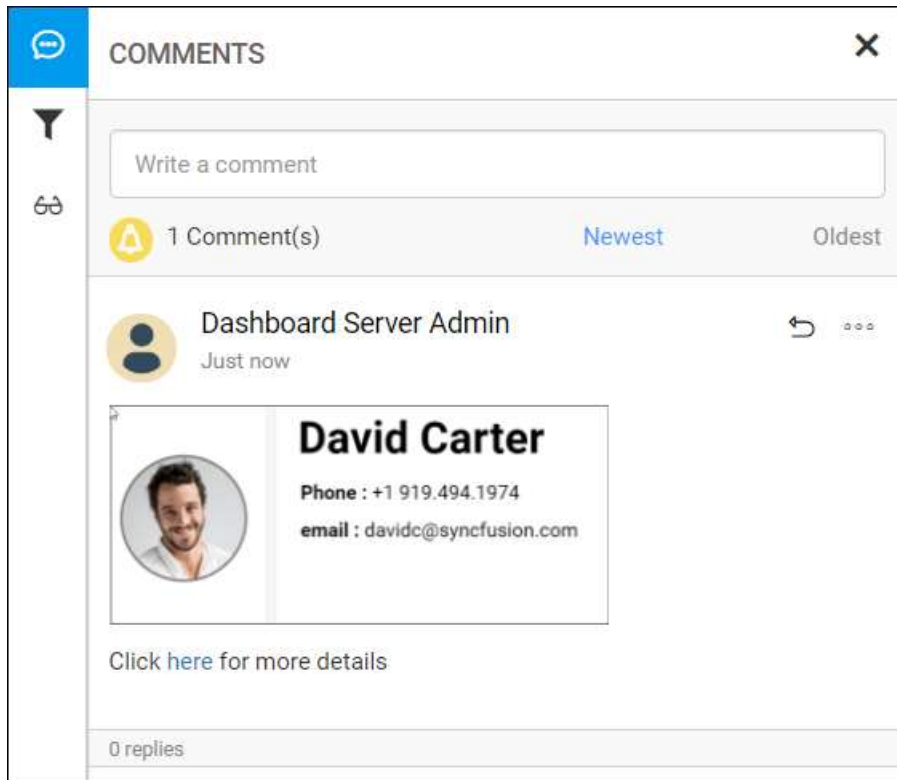 COMMENTS
Write a comment
1 Comment(s) Newest Oldest
Dashboard Server Admin
Just now
David Carter
Phone : +1 919.494.1974
email : davidc@syncfusion.com
Click here for more details
0 replies